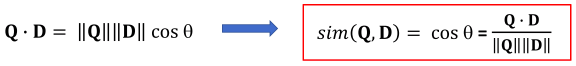 Q · D = ‖Q‖‖D‖ cos θ
sim(Q, D) = cos θ = Q · D / ‖Q‖‖D‖